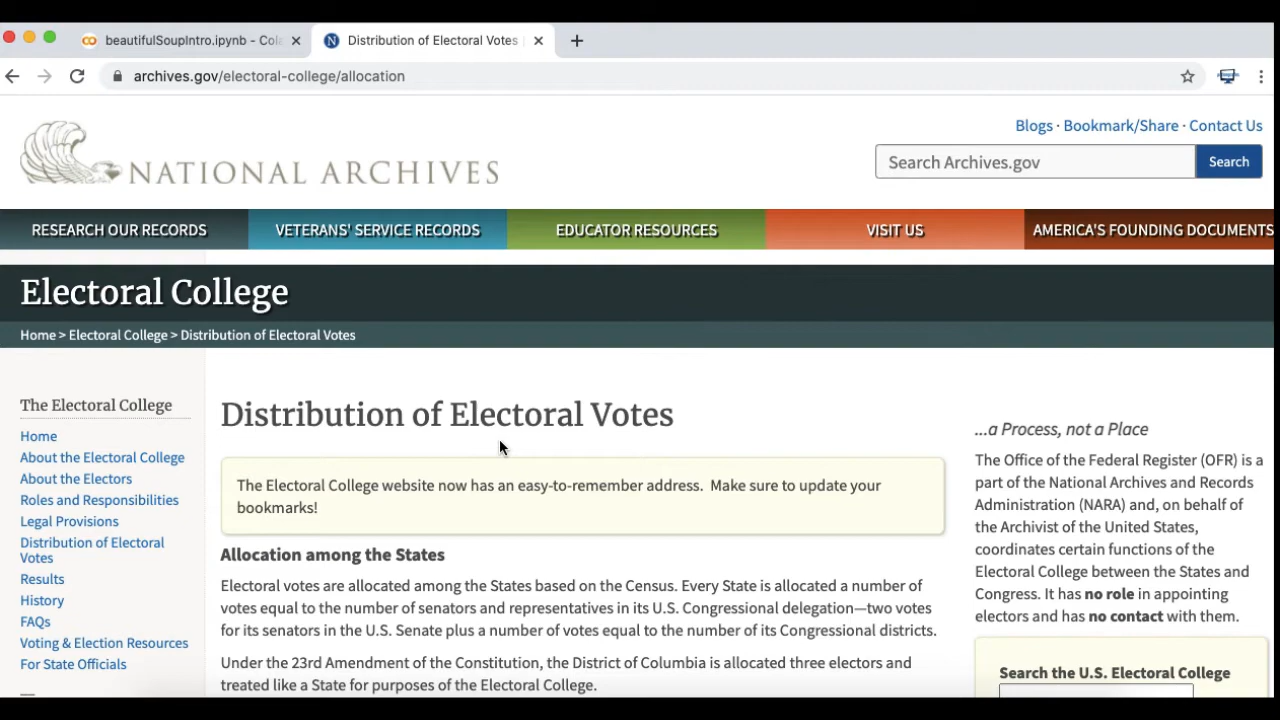 beautifulSoupIntro.ipynb - Cola
Distribution of Electoral Votes
archives.gov/electoral-college/allocation
Blogs · Bookmark/Share · Contact Us
NATIONAL ARCHIVES
Search Archives.gov
Search
RESEARCH OUR RECORDS
VETERANS' SERVICE RECORDS
EDUCATOR RESOURCES
VISIT US
AMERICA'S FOUNDING DOCUMENTS
Electoral College
Home > Electoral College > Distribution of Electoral Votes
The Electoral College
Home
About the Electoral College
About the Electors
Roles and Responsibilities
Legal Provisions
Distribution of Electoral
Votes
Results
History
FAQs
Voting & Election Resources
For State Officials
Distribution of Electoral Votes
The Electoral College website now has an easy-to-remember address. Make sure to update your
bookmarks!
Allocation among the States
Electoral votes are allocated among the States based on the Census. Every State is allocated a number of
votes equal to the number of senators and representatives in its U.S. Congressional delegation—two votes
for its senators in the U.S. Senate plus a number of votes equal to the number of its Congressional districts.
Under the 23rd Amendment of the Constitution, the District of Columbia is allocated three electors and
treated like a State for purposes of the Electoral College.
...a Process, not a Place
The Office of the Federal Register (OFR) is a
part of the National Archives and Records
Administration (NARA) and, on behalf of
the Archivist of the United States,
coordinates certain functions of the
Electoral College between the States and
Congress. It has no role in appointing
electors and has no contact with them.
Search the U.S. Electoral College